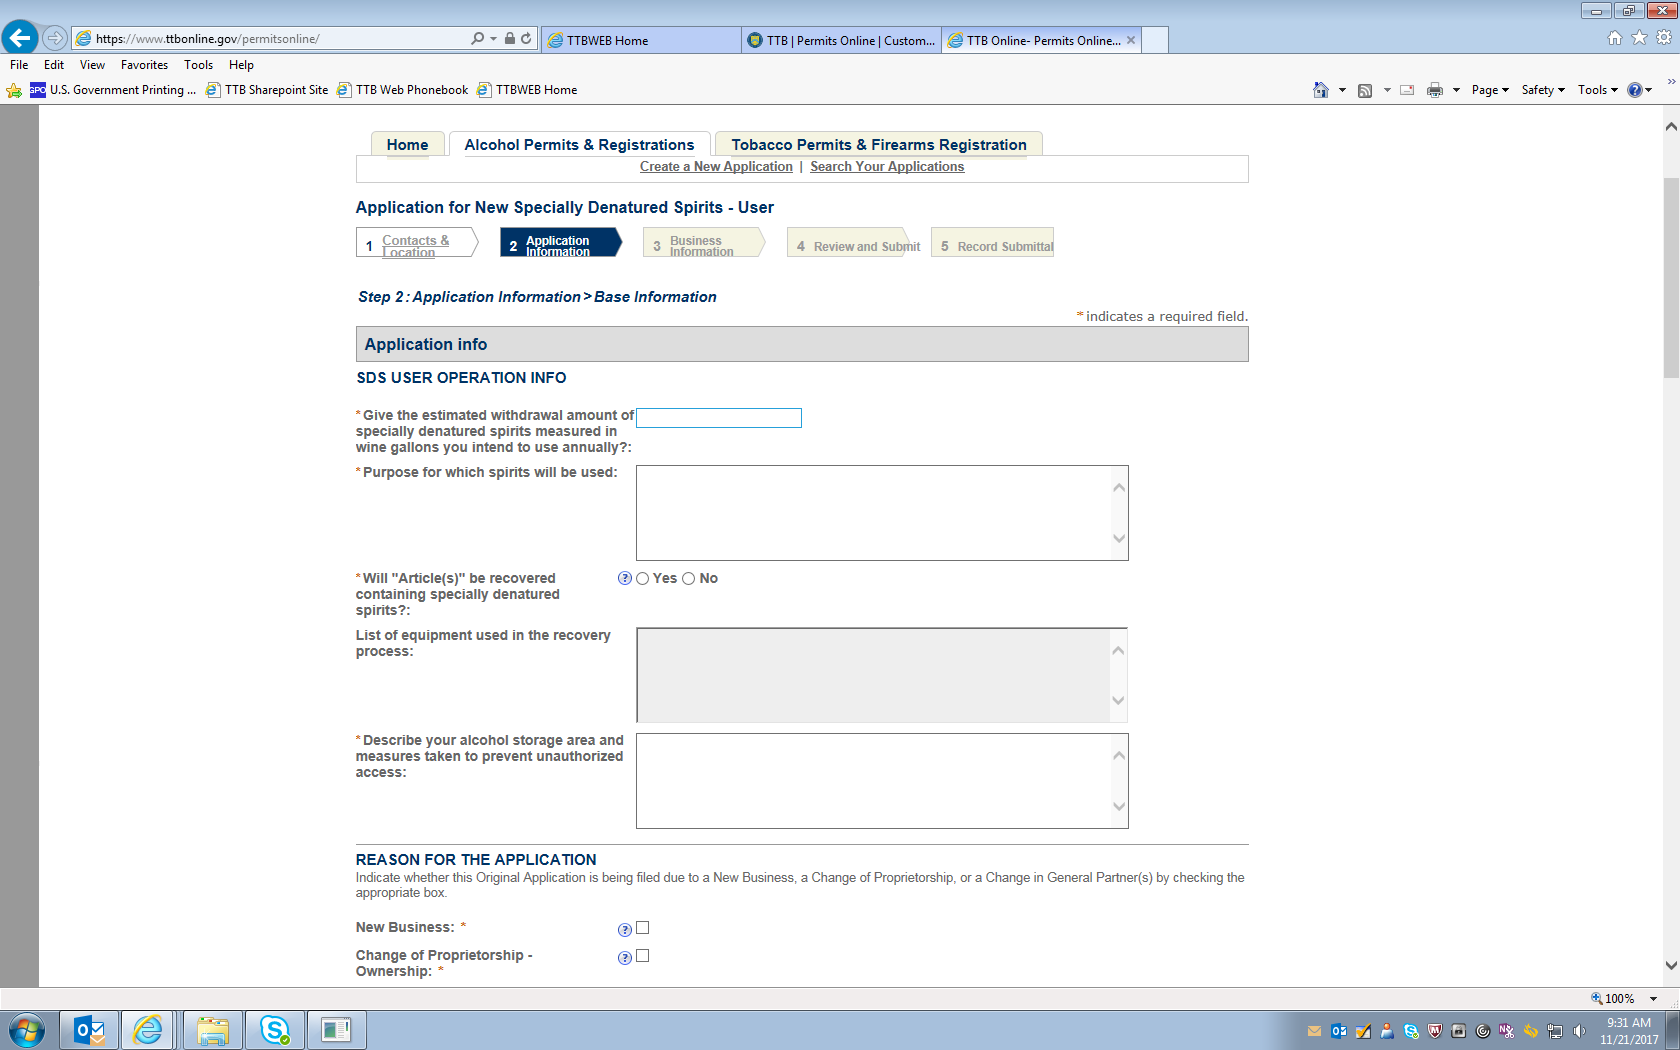 https://www.ttbonline.gov/permitsonline/
TTBWEB Home
TTB | Permits Online | Custom...
TTB Online- Permits Online...
File Edit View Favorites Tools Help
GPO U.S. Government Printing ... TTB Sharepoint Site TTB Web Phonebook TTBWEB Home
Page Safety Tools
Home Alcohol Permits & Registrations Tobacco Permits & Firearms Registration
Create a New Application | Search Your Applications
Application for New Specially Denatured Spirits - User
1 Contacts & Location
2 Application Information
3 Business Information
4 Review and Submit
5 Record Submittal
Step 2: Application Information > Base Information
* indicates a required field.
Application info
SDS USER OPERATION INFO
* Give the estimated withdrawal amount of
specially denatured spirits measured in
wine gallons you intend to use annually?:
* Purpose for which spirits will be used:
* Will "Article(s)" be recovered
containing specially denatured
spirits?:
? Yes No
List of equipment used in the recovery
process:
* Describe your alcohol storage area and
measures taken to prevent unauthorized
access:
REASON FOR THE APPLICATION
Indicate whether this Original Application is being filed due to a New Business, a Change of Proprietorship, or a Change in General Partner(s) by checking the
appropriate box.
New Business: * ?
Change of Proprietorship -
Ownership: * ?
100%
9:31 AM
11/21/2017